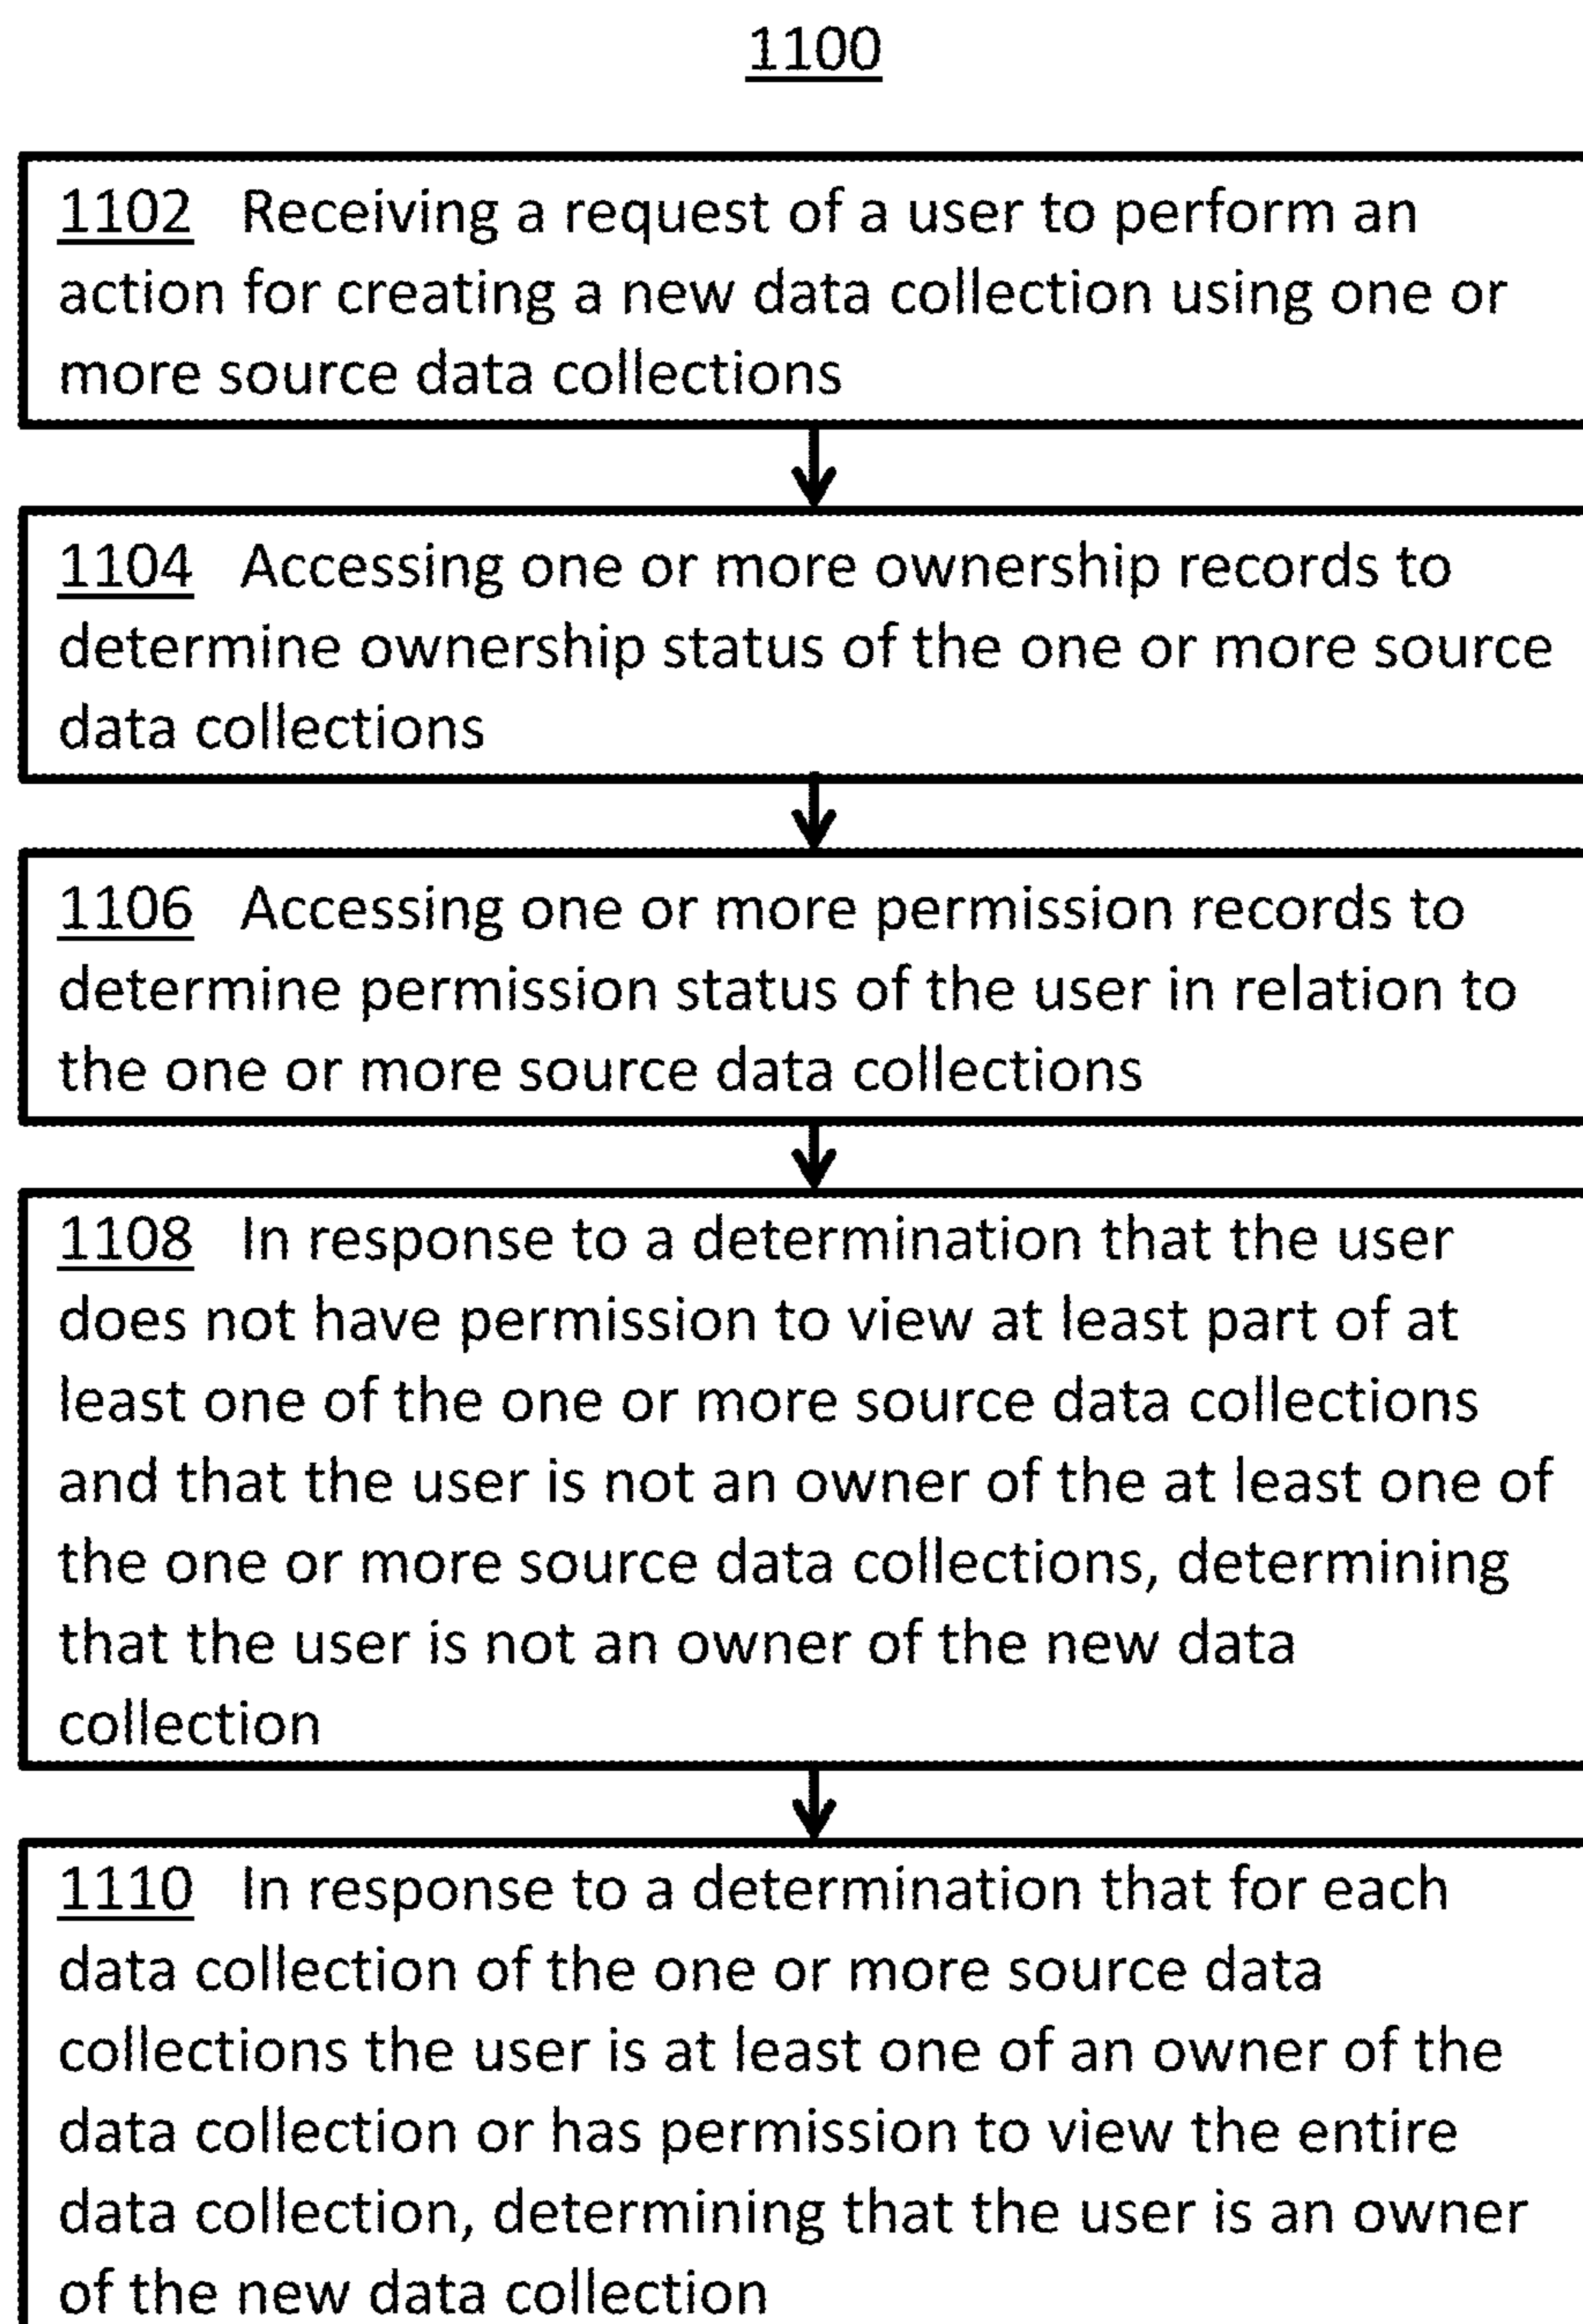 1100
1102 Receiving a request of a user to perform an
action for creating a new data collection using one or
more source data collections
1104 Accessing one or more ownership records to
determine ownership status of the one or more source
data collections
1106 Accessing one or more permission records to
determine permission status of the user in relation to
the one or more source data collections
1108 In response to a determination that the user
does not have permission to view at least part of at
least one of the one or more source data collections
and that the user is not an owner of the at least one of
the one or more source data collections, determining
that the user is not an owner of the new data
collection
1110 In response to a determination that for each
data collection of the one or more source data
collections the user is at least one of an owner of the
data collection or has permission to view the entire
data collection, determining that the user is an owner
of the new data collection